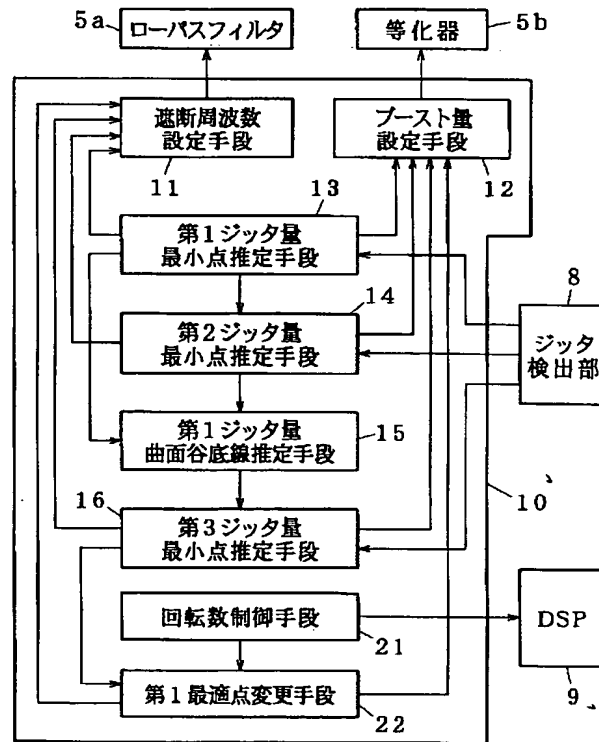 5a
ローパスフィルタ
等化器
5b
遮断周波数
設定手段
11
ブースト量
設定手段
12
13
第1ジッタ量
最小点推定手段
14
第2ジッタ量
最小点推定手段
8
ジッタ
検出部
第1ジッタ量
曲面谷底線推定手段
15
16
第3ジッタ量
最小点推定手段
10
回転数制御手段
21
DSP
9
第1最適点変更手段
22